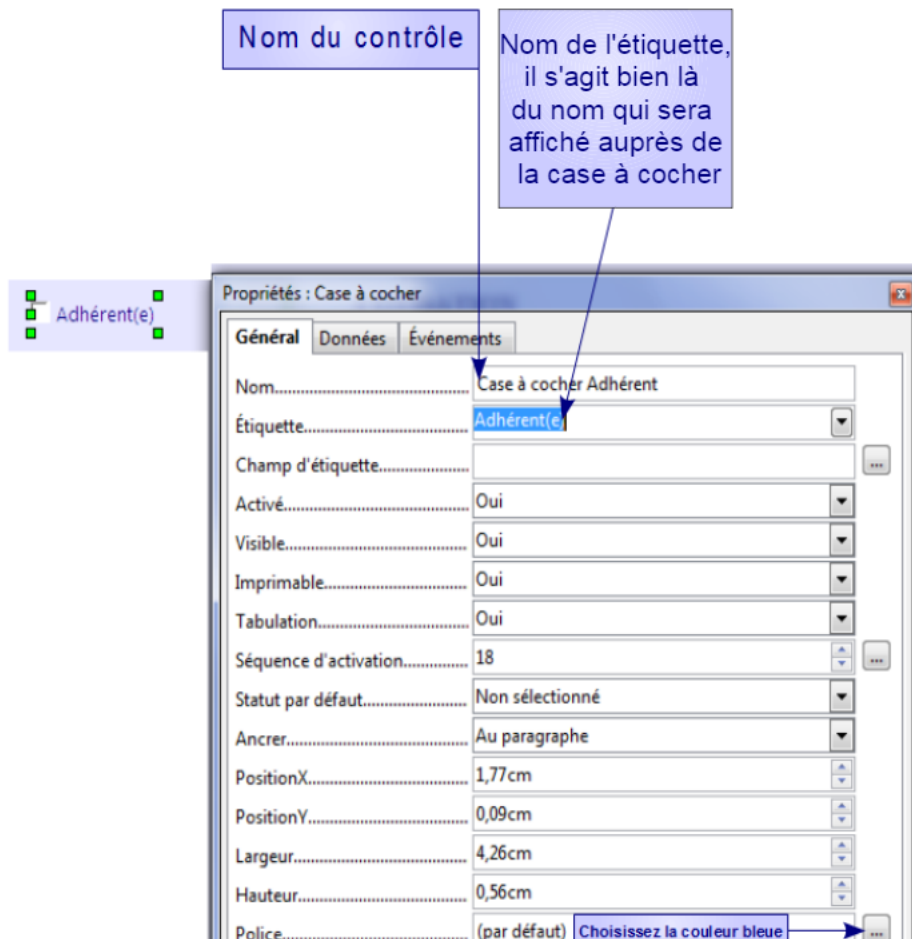 Nom du contrôle
Nom de l'étiquette,
il s'agit bien là
du nom qui sera
affiché auprès de
la case à cocher
Adhérent(e)
Propriétés : Case à cocher
Général Données Événements
Nom Case à cocher Adhérent
Étiquette Adhérent(e)
Champ d'étiquette ...
Activé Oui
Visible Oui
Imprimable Oui
Tabulation Oui
Séquence d'activation 18 ...
Statut par défaut Non sélectionné
Ancrer Au paragraphe
PositionX 1,77cm
PositionY 0,09cm
Largeur 4,26cm
Hauteur 0,56cm
Police (par défaut) Choisissez la couleur bleue ...